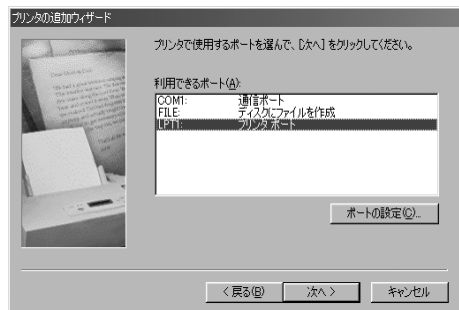 プリンタの追加ウィザード
プリンタで使用するポートを選んで、[次へ] をクリックしてください。
利用できるポート(A):
COM1: 通信ポート
FILE: ディスクにファイルを作成
LPT1: プリンタ ポート
ポートの設定(C)...
< 戻る(B)
次へ >
キャンセル